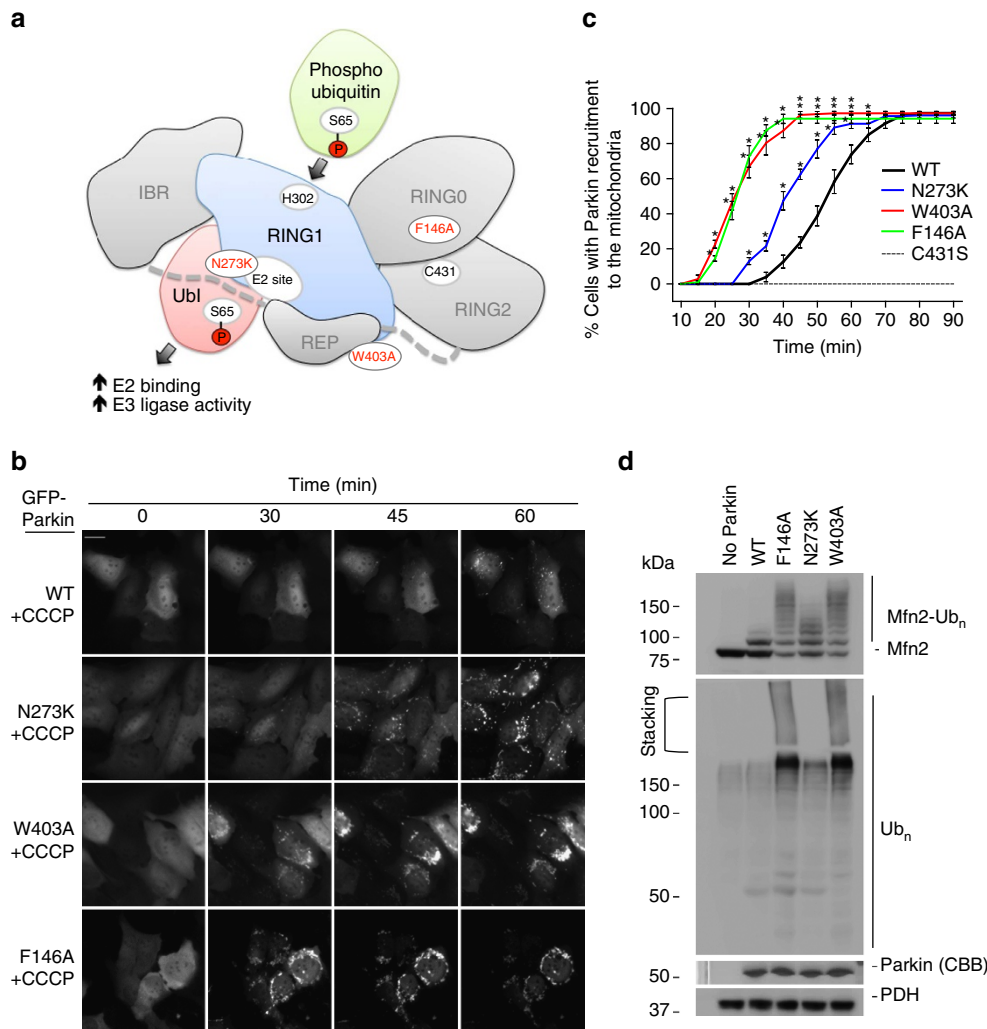 a
Phospho
ubiquitin
S65
P
IBR
H302
RING0
RING1
F146A
N273K
C431
E2 site
Ubl
S65
P
RING2
REP
W403A
E2 binding
E3 ligase activity
b
Time (min)
GFP-
Parkin
0 30 45 60
WT
+CCCP
N273K
+CCCP
W403A
+CCCP
F146A
+CCCP
c
% Cells with Parkin recruitment
to the mitochondria
100
80
60
40
20
0
10 20 30 40 50 60 70 80 90
Time (min)
WT
N273K
W403A
F146A
C431S
d
No Parkin
WT
F146A
N273K
W403A
kDa
150
100
75
Mfn2-Ubn
Mfn2
Stacking
150
100
50
Ubn
50
Parkin (CBB)
37
PDH